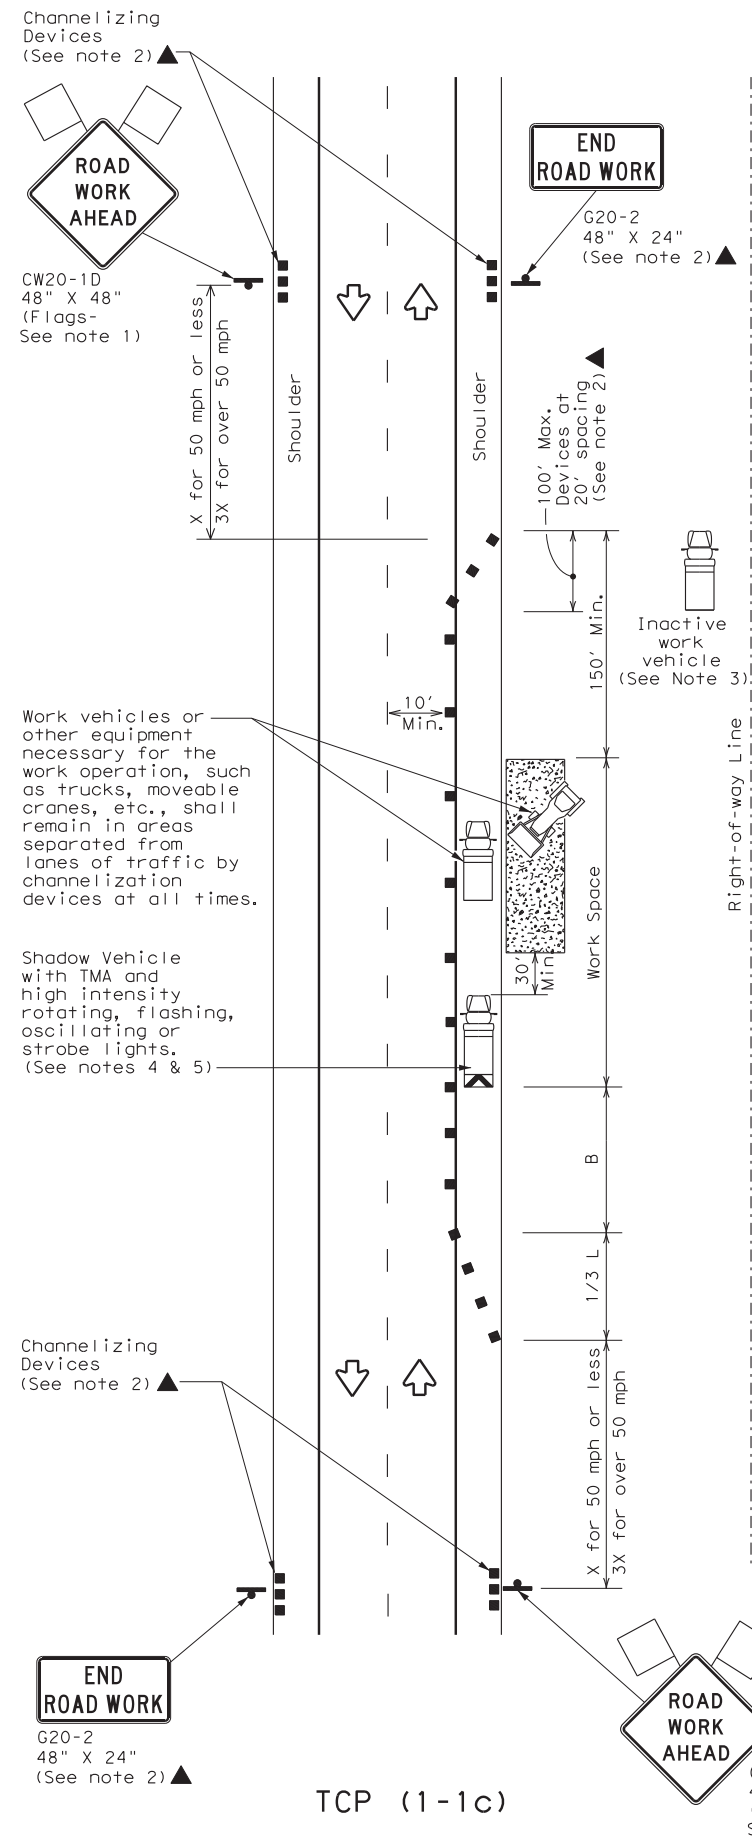 Channelizing
Devices
(See note 2)
ROAD
WORK
AHEAD
CW20-1D
48" X 48"
(Flags-
See note 1)
END
ROAD WORK
G20-2
48" X 24"
(See note 2)
X for 50 mph or less
3X for over 50 mph
Shoulder
Shoulder
100' Max.
Devices at
20' spacing
(See note 2)
150' Min.
Inactive
work
vehicle
(See Note 3)
10'
Min.
Right-of-way Line
Work vehicles or
other equipment
necessary for the
work operation, such
as trucks, moveable
cranes, etc., shall
remain in areas
separated from
lanes of traffic by
channelization
devices at all times.
Work Space
30'
Min.
Shadow Vehicle
with TMA and
high intensity
rotating, flashing,
oscillating or
strobe lights.
(See notes 4 & 5)
B
1/3 L
Channelizing
Devices
(See note 2)
X for 50 mph or less
3X for over 50 mph
END
ROAD WORK
G20-2
48" X 24"
(See note 2)
ROAD
WORK
AHEAD
TCP (1-1c)